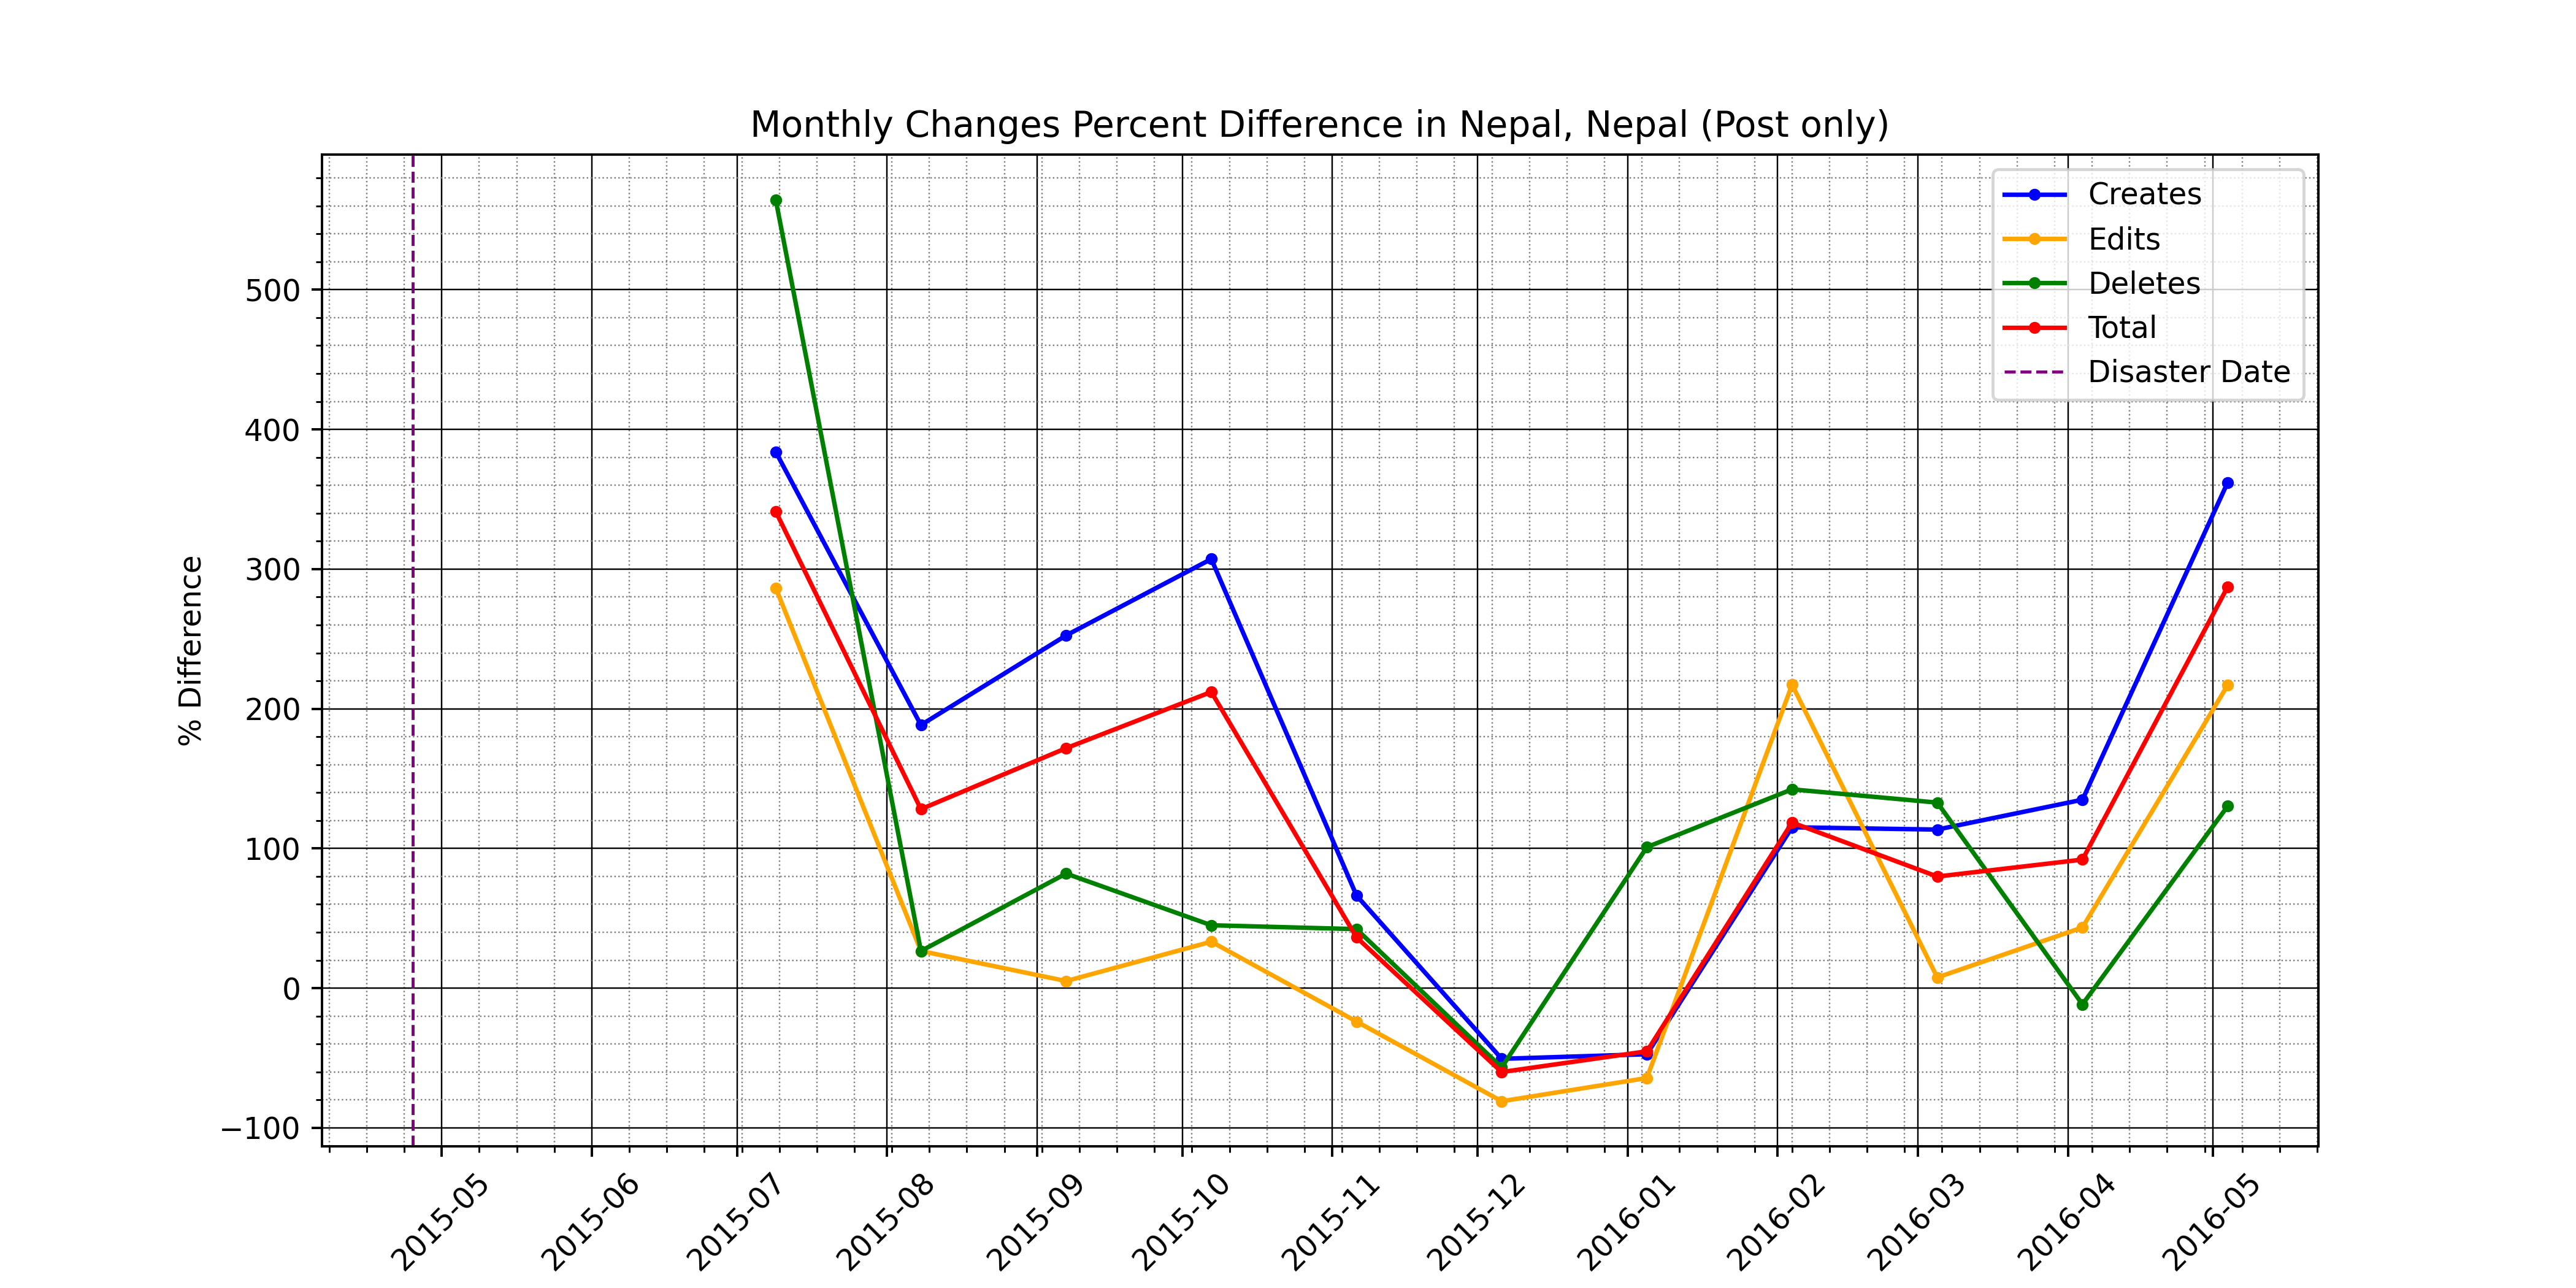 Monthly Changes Percent Difference in Nepal, Nepal (Post only)
Creates
Edits
Deletes
Total
Disaster Date
% Difference
500
400
300
200
100
0
−100
2015-05
2015-06
2015-07
2015-08
2015-09
2015-10
2015-11
2015-12
2016-01
2016-02
2016-03
2016-04
2016-05